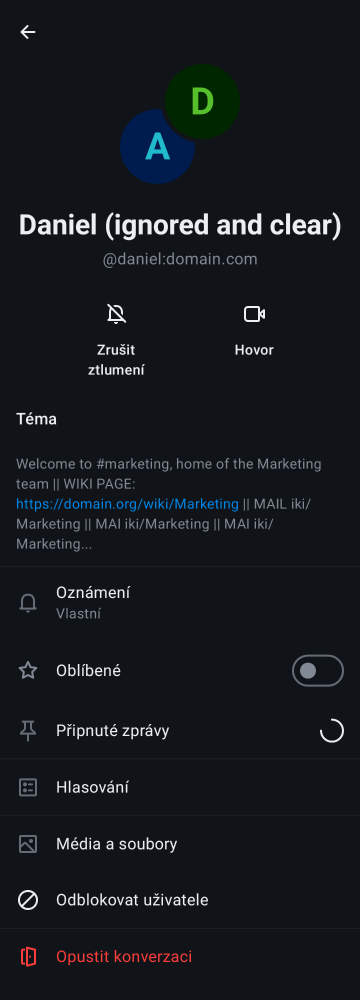 D
A
Daniel (ignored and clear)
@daniel:domain.com
Zrušit
ztlumení
Hovor
Téma
Welcome to #marketing, home of the Marketing
team || WIKI PAGE:
https://domain.org/wiki/Marketing || MAIL iki/
Marketing || MAI iki/Marketing || MAI iki/
Marketing...
Oznámení
Vlastní
Oblíbené
Připnuté zprávy
Hlasování
Média a soubory
Odblokovat uživatele
Opustit konverzaci